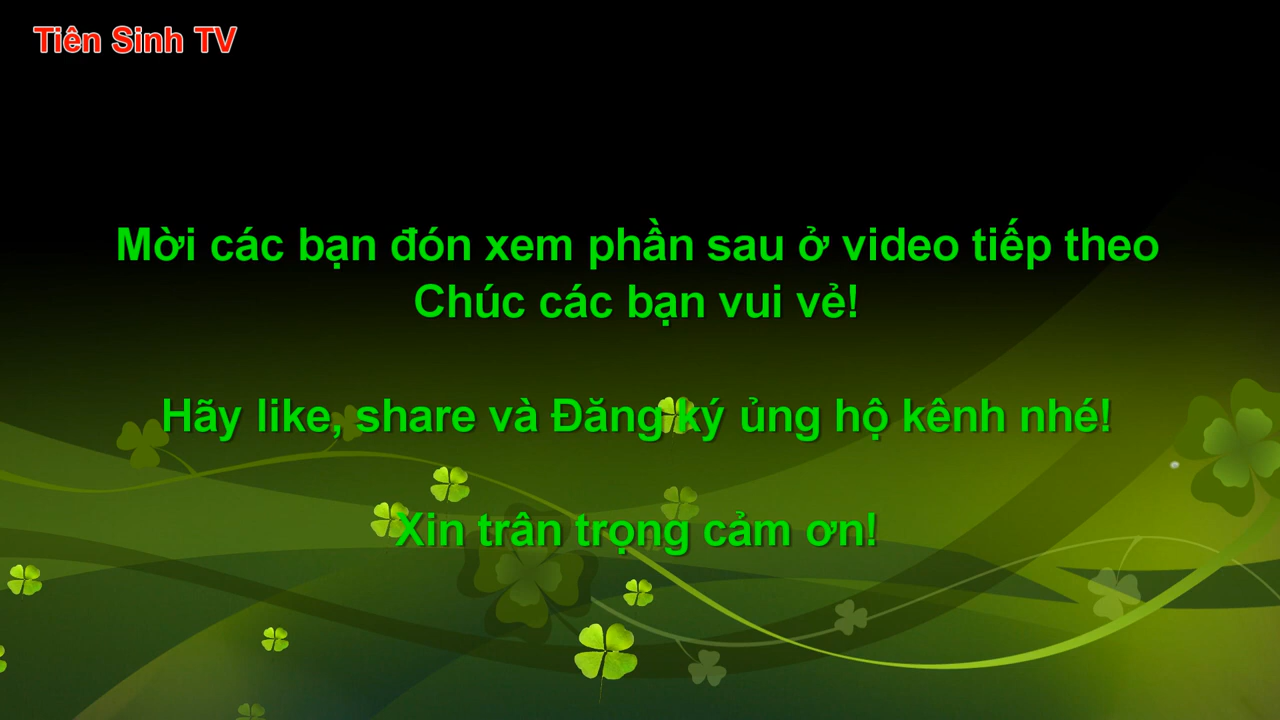 Tiên Sinh TV
Mời các bạn đón xem phần sau ở video tiếp theo
Chúc các bạn vui vẻ!
Hãy like, share và Đăng ký ủng hộ kênh nhé!
Xin trân trọng cảm ơn!